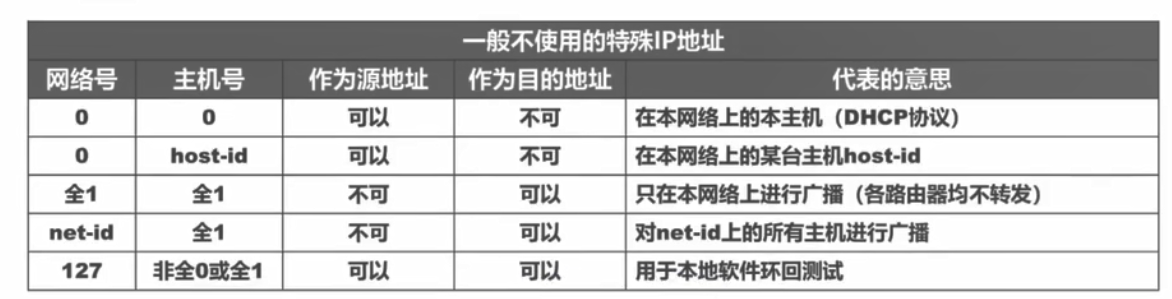 一般不使用的特殊IP地址
网络号 主机号 作为源地址 作为目的地址 代表的意思
0 0 可以 不可 在本网络上的本主机（DHCP协议）
0 host-id 可以 不可 在本网络上的某台主机host-id
全1 全1 不可 可以 只在本网络上进行广播（各路由器均不转发）
net-id 全1 不可 可以 对net-id上的所有主机进行广播
127 非全0或全1 可以 可以 用于本地软件环回测试